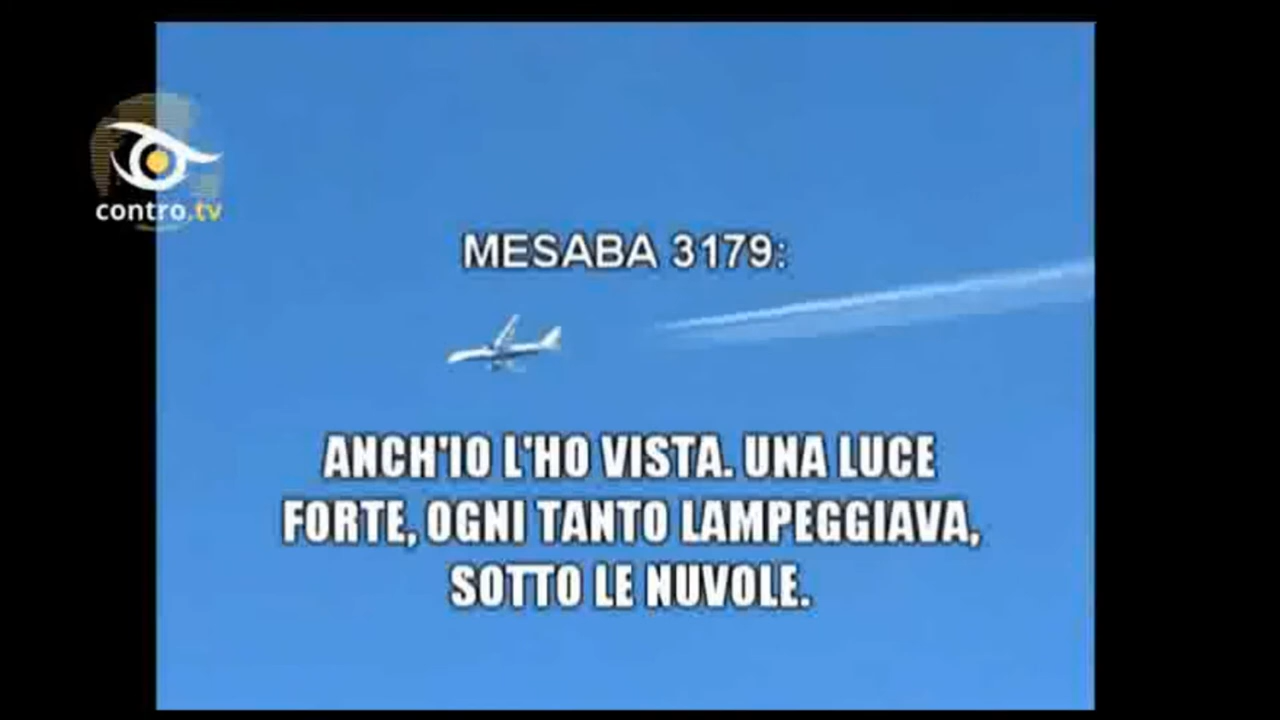 contro.tv
MESABA 3179:
ANCH'IO L'HO VISTA. UNA LUCE
FORTE, OGNI TANTO LAMPEGGIAVA,
SOTTO LE NUVOLE.